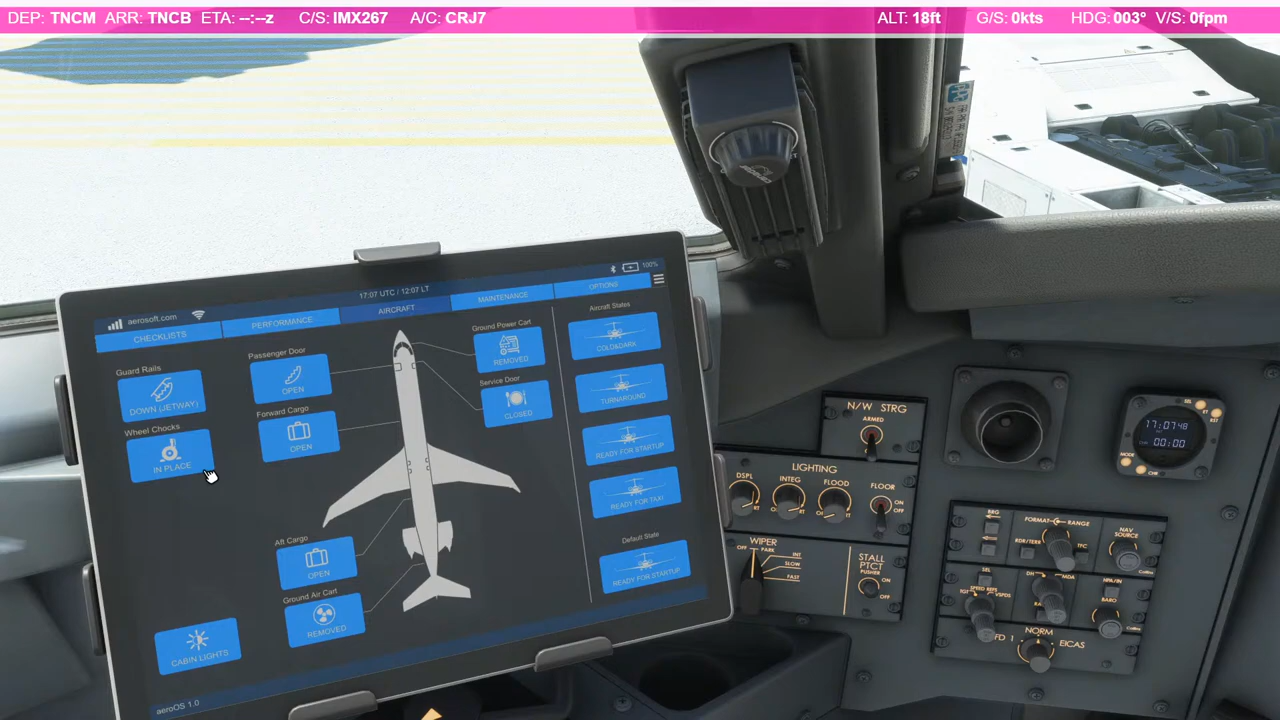 DEP: TNCM ARR: TNCB ETA: --:--z C/S: IMX267 A/C: CRJ7 ALT: 18ft G/S: 0kts HDG: 003° V/S: 0fpm
aerosoft.com
17:07 UTC / 12:07 LT
100%
CHECKLISTS
PERFORMANCE
AIRCRAFT
MAINTENANCE
OPTIONS
Guard Rails
DOWN (JETWAY)
Wheel Chocks
IN PLACE
Passenger Door
OPEN
Forward Cargo
OPEN
Aft Cargo
OPEN
Ground Air Cart
REMOVED
CABIN LIGHTS
Ground Power Cart
REMOVED
Service Door
CLOSED
Aircraft States
COLD&DARK
TURNAROUND
READY FOR STARTUP
READY FOR TAXI
Default State
READY FOR STARTUP
aeroOS 1.0
N/W STRG
ARMED
LIGHTING
DSPL
INTEG
FLOOD
FLOOR
ON
OFF
WIPER
OFF
PARK
INT
SLOW
FAST
STALL
PTCT
PUSHER
ON
OFF
17:0748
00:00
FORMAT
RANGE
NAV
SOURCE
NORM
EICAS